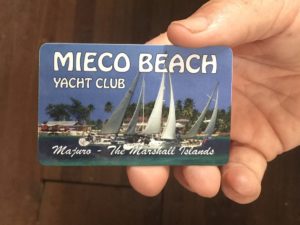 MIECO BEACH
YACHT CLUB
Majuro - The Marshall Islands